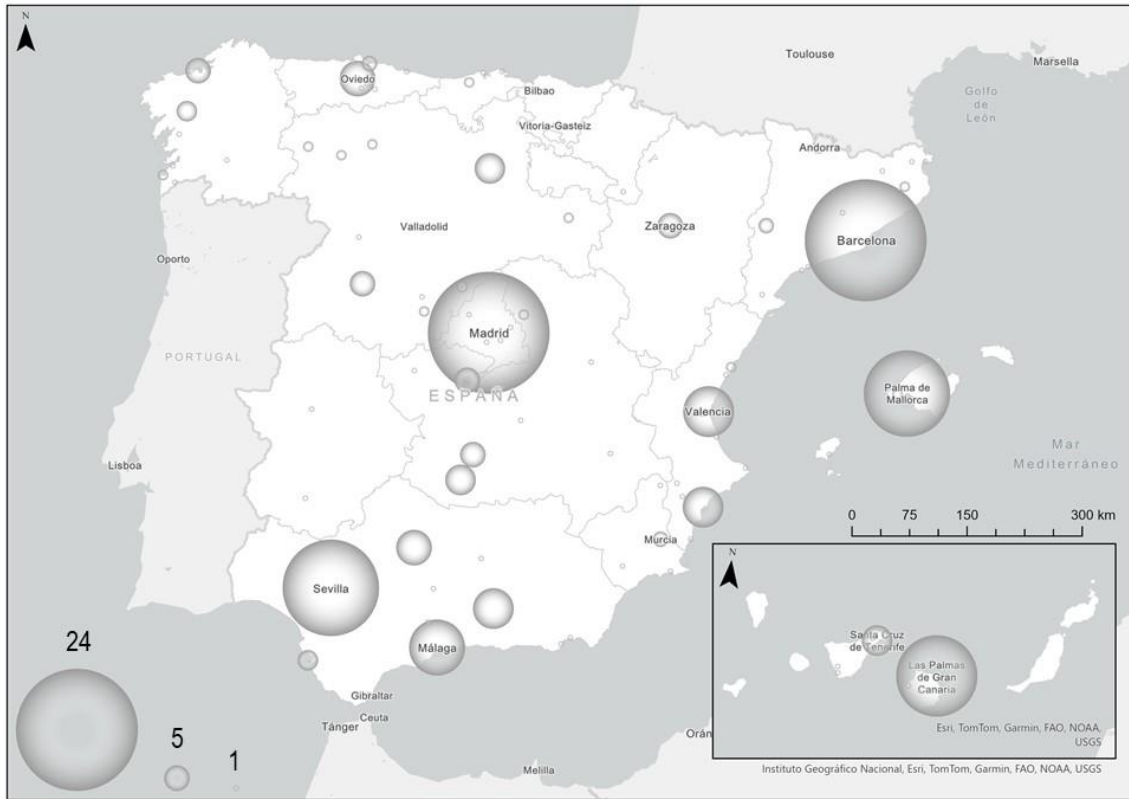 N
Toulouse
Marsella
Oviedo
Bilbao
Golfo
de
León
Vitoria-Gasteiz
Andorra
Valladolid
Zaragoza
Barcelona
Oporto
Madrid
PORTUGAL
ESPAÑA
Palma de
Mallorca
Valencia
Mar
Mediterráneo
Lisboa
0 75 150 300 km
Murcia
N
Sevilla
Málaga
Santa Cruz
de Tenerife
Las Palmas
de Gran
Canaria
24
Gibraltar
Ceuta
Tánger
Orán
Esri, TomTom, Garmin, FAO, NOAA,
USGS
5
1
Melilla
Instituto Geográfico Nacional, Esri, TomTom, Garmin, FAO, NOAA, USGS